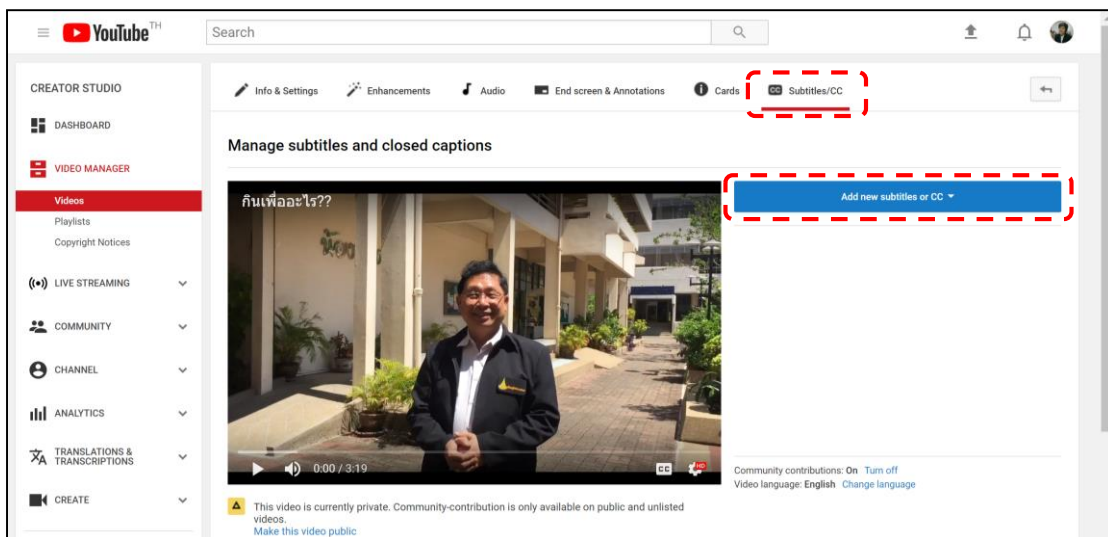 YouTube TH
Search
CREATOR STUDIO
Info & Settings
Enhancements
Audio
End screen & Annotations
Cards
CC Subtitles/CC
DASHBOARD
Manage subtitles and closed captions
VIDEO MANAGER
Videos
Playlists
Copyright Notices
LIVE STREAMING
COMMUNITY
CHANNEL
ANALYTICS
TRANSLATIONS &
TRANSCRIPTIONS
CREATE
กินเพื่ออะไร??
0:00 / 3:19
CC
HD
Add new subtitles or CC
Community contributions: On Turn off
Video language: English Change language
This video is currently private. Community-contribution is only available on public and unlisted
videos.
Make this video public